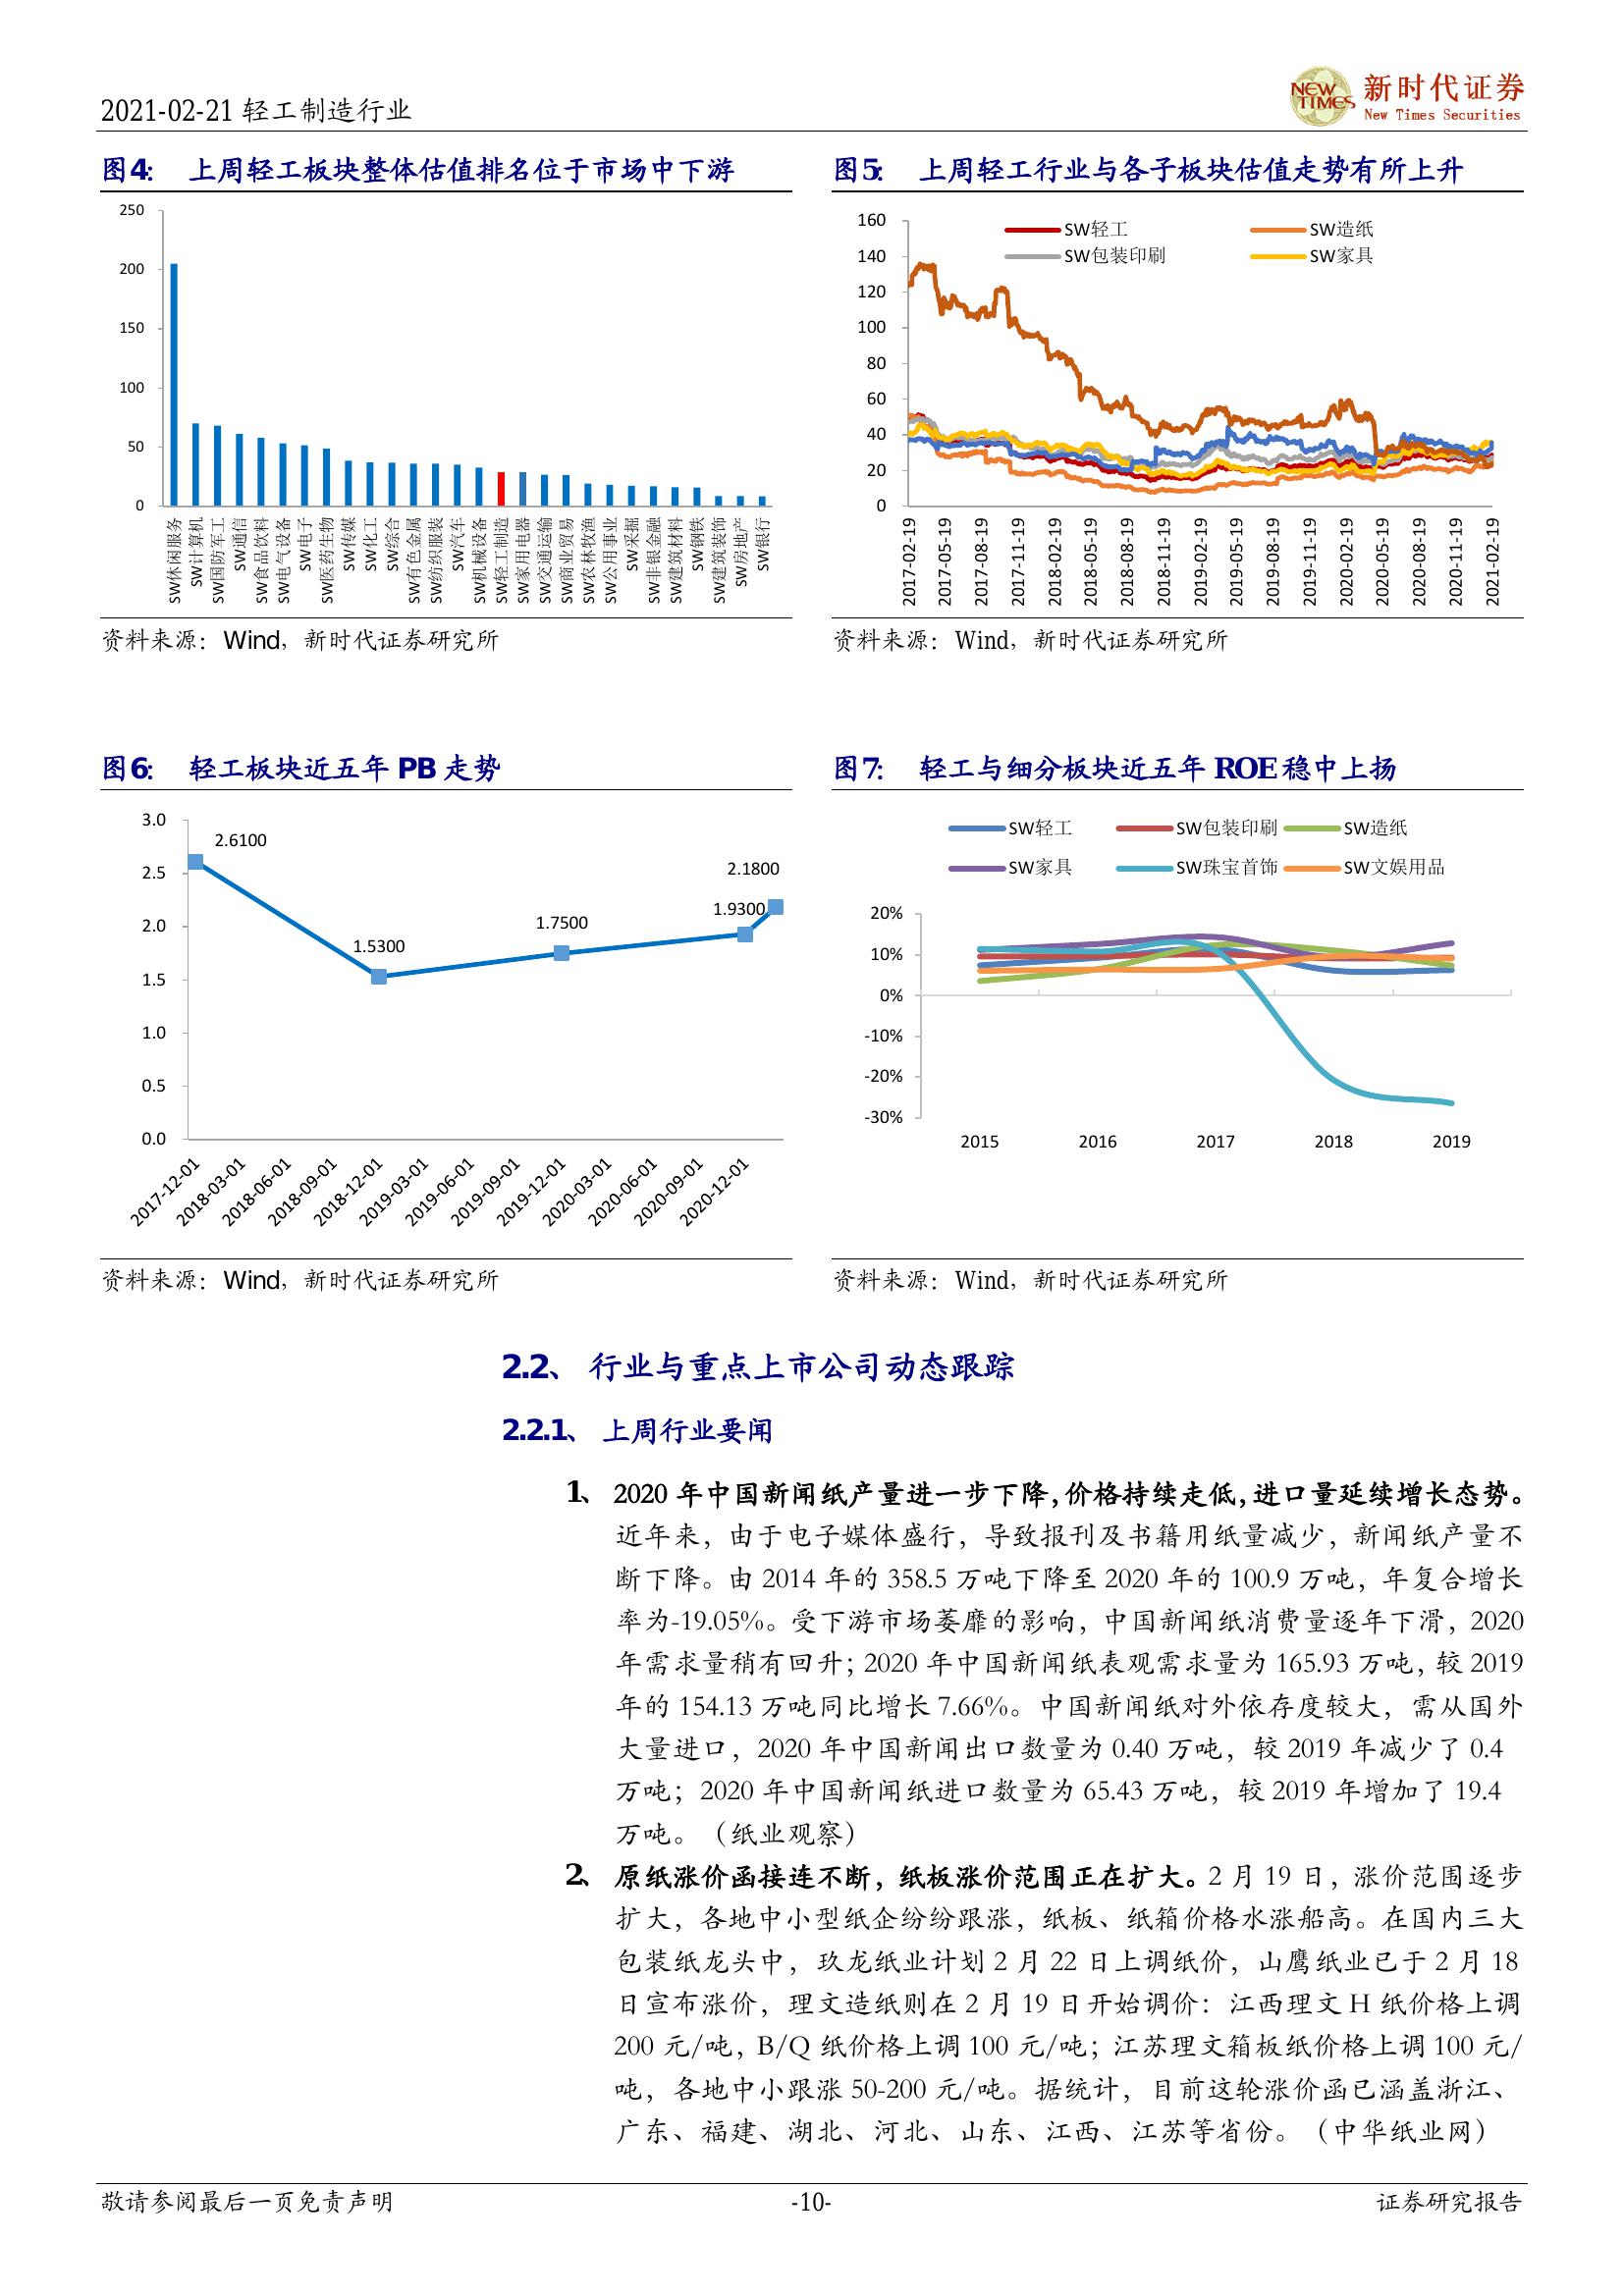 2021-02-21 轻工制造行业
NEW TIMES
新时代证券
New Times Securities
图4： 上周轻工板块整体估值排名位于市场中下游
250
200
150
100
50
0
SW休闲服务
SW计算机
SW国防军工
SW通信
SW食品饮料
SW电气设备
SW电子
SW医药生物
SW传媒
SW化工
SW综合
SW有色金属
SW纺织服装
SW汽车
SW机械设备
SW轻工制造
SW家用电器
SW交通运输
SW商业贸易
SW农林牧渔
SW公用事业
SW采掘
SW非银金融
SW建筑材料
SW钢铁
SW建筑装饰
SW房地产
SW银行
资料来源：Wind，新时代证券研究所
图5： 上周轻工行业与各子板块估值走势有所上升
SW轻工 SW造纸
SW包装印刷 SW家具
160
140
120
100
80
60
40
20
0
2017-02-19
2017-05-19
2017-08-19
2017-11-19
2018-02-19
2018-05-19
2018-08-19
2018-11-19
2019-02-19
2019-05-19
2019-08-19
2019-11-19
2020-02-19
2020-05-19
2020-08-19
2020-11-19
2021-02-19
资料来源：Wind，新时代证券研究所
图6： 轻工板块近五年 PB 走势
3.0
2.5
2.0
1.5
1.0
0.5
0.0
2.6100
1.5300
1.7500
1.9300
2.1800
2017-12-01
2018-03-01
2018-06-01
2018-09-01
2018-12-01
2019-03-01
2019-06-01
2019-09-01
2019-12-01
2020-03-01
2020-06-01
2020-09-01
2020-12-01
资料来源：Wind，新时代证券研究所
图7： 轻工与细分板块近五年 ROE 稳中上扬
SW轻工 SW包装印刷 SW造纸
SW家具 SW珠宝首饰 SW文娱用品
20%
10%
0%
-10%
-20%
-30%
2015 2016 2017 2018 2019
资料来源：Wind，新时代证券研究所
2.2、 行业与重点上市公司动态跟踪
2.2.1、 上周行业要闻
1、 2020 年中国新闻纸产量进一步下降，价格持续走低，进口量延续增长态势。
近年来，由于电子媒体盛行，导致报刊及书籍用纸量减少，新闻纸产量不
断下降。由 2014 年的 358.5 万吨下降至 2020 年的 100.9 万吨，年复合增长
率为-19.05%。受下游市场萎靡的影响，中国新闻纸消费量逐年下滑，2020
年需求量稍有回升；2020 年中国新闻纸表观需求量为 165.93 万吨，较 2019
年的 154.13 万吨同比增长 7.66%。中国新闻纸对外依存度较大，需从国外
大量进口，2020 年中国新闻出口数量为 0.40 万吨，较 2019 年减少了 0.4
万吨；2020 年中国新闻纸进口数量为 65.43 万吨，较 2019 年增加了 19.4
万吨。（纸业观察）
2、 原纸涨价函接连不断，纸板涨价范围正在扩大。2 月 19 日，涨价范围逐步
扩大，各地中小型纸企纷纷跟涨，纸板、纸箱价格水涨船高。在国内三大
包装纸龙头中，玖龙纸业计划 2 月 22 日上调纸价，山鹰纸业已于 2 月 18
日宣布涨价，理文造纸则在 2 月 19 日开始调价：江西理文 H 纸价格上调
200 元/吨，B/Q 纸价格上调 100 元/吨；江苏理文箱板纸价格上调 100 元/
吨，各地中小跟涨 50-200 元/吨。据统计，目前这轮涨价函已涵盖浙江、
广东、福建、湖北、河北、山东、江西、江苏等省份。（中华纸业网）
敬请参阅最后一页免责声明 -10- 证券研究报告